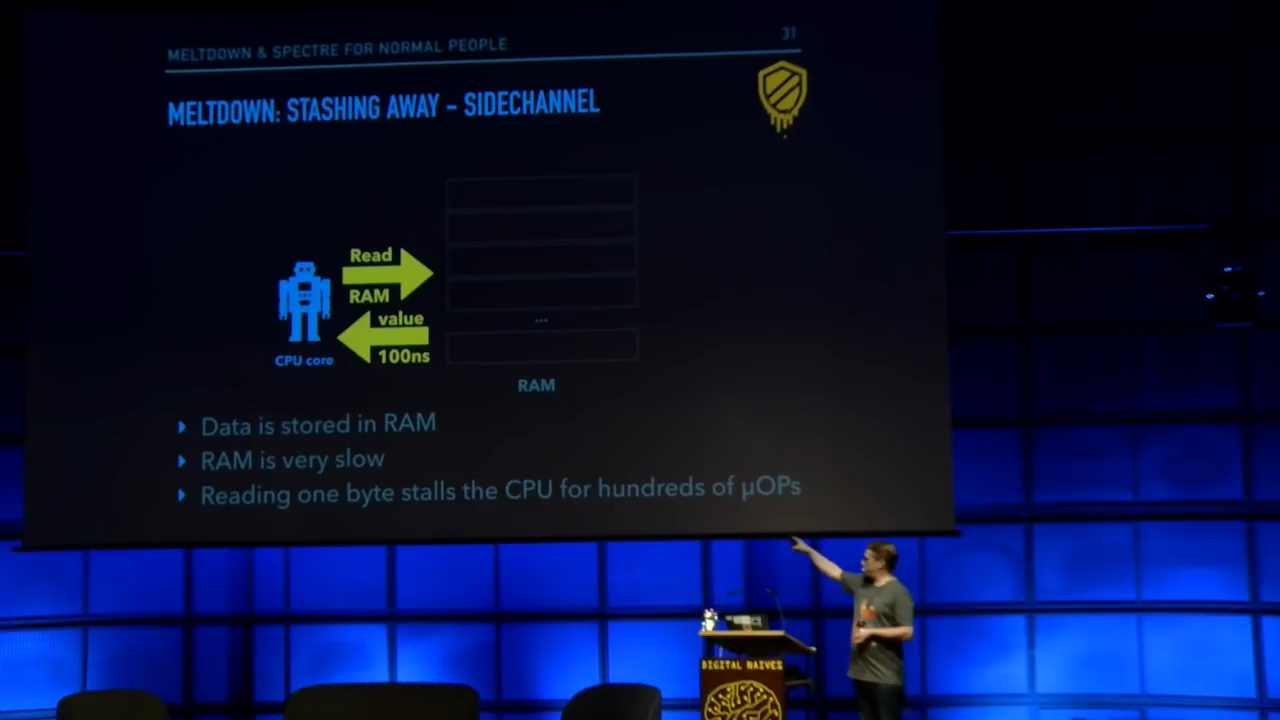 MELTDOWN & SPECTRE FOR NORMAL PEOPLE
31
MELTDOWN: STASHING AWAY – SIDECHANNEL
Read
RAM
value
100ns
CPU core
...
RAM
Data is stored in RAM
RAM is very slow
Reading one byte stalls the CPU for hundreds of µOPs
DIGITAL NAIVES